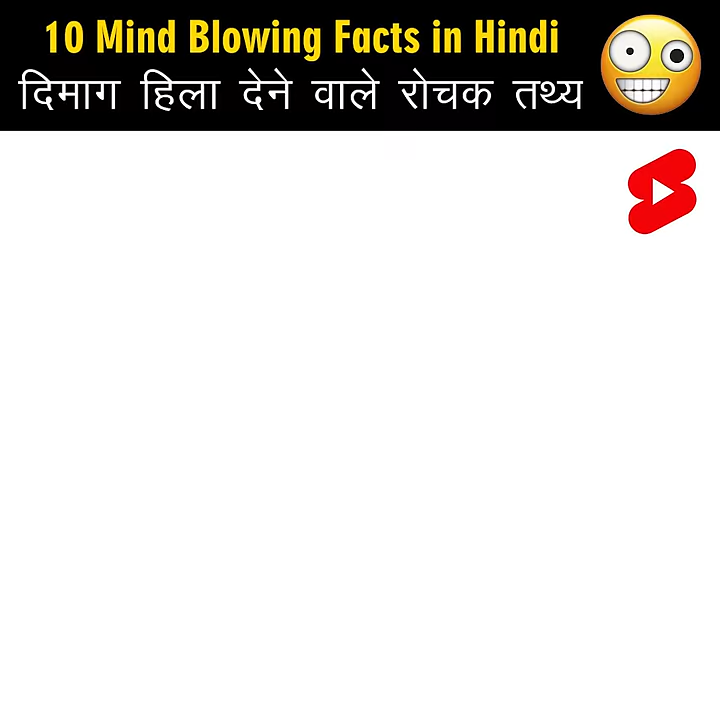 10 Mind Blowing Facts in Hindi
दिमाग हिला देने वाले रोचक तथ्य